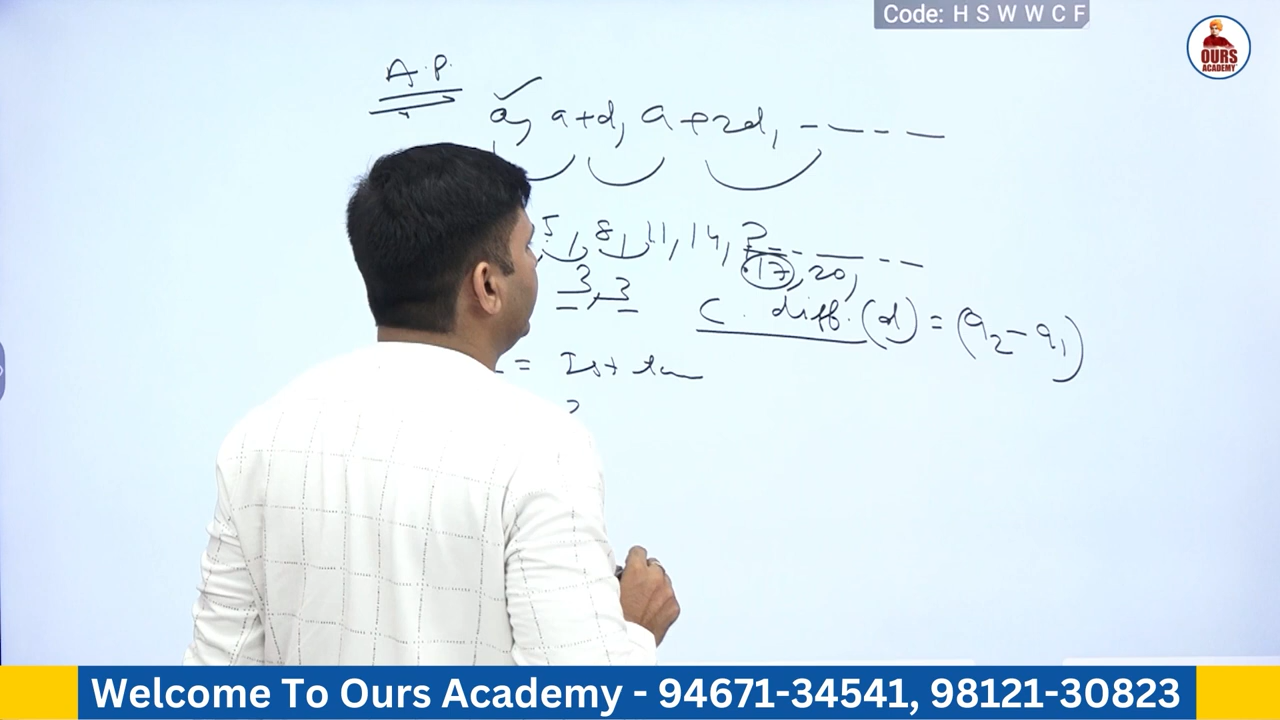 Code: H S W W C F
OURS
ACADEMY
A.P.
a, a+d, a+2d, - - - -
5, 8, 11, 14, ? - - - - -
17, 20,
3, 3
C. diff. (d) = (a2 - a1)
= Ist
Welcome To Ours Academy - 94671-34541, 98121-30823